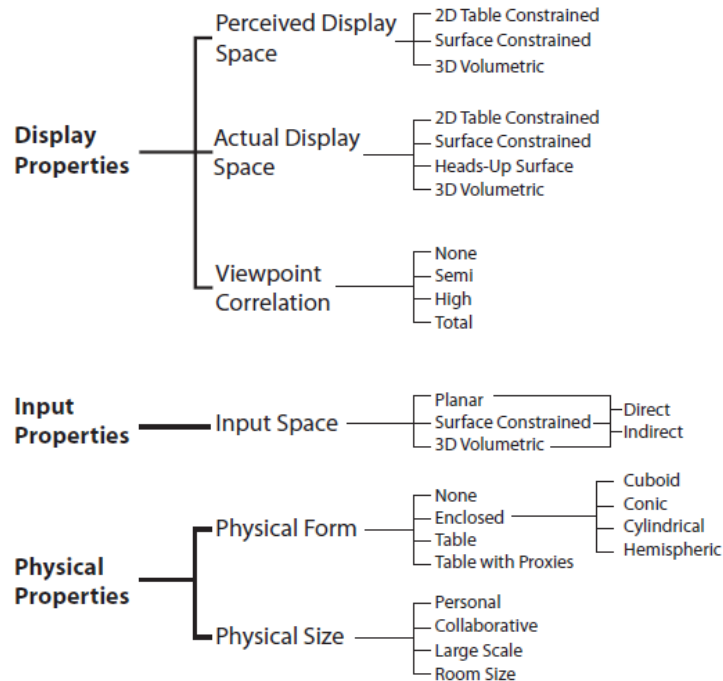 Perceived Display
Space
2D Table Constrained
Surface Constrained
3D Volumetric
Display
Properties
Actual Display
Space
2D Table Constrained
Surface Constrained
Heads-Up Surface
3D Volumetric
Viewpoint
Correlation
None
Semi
High
Total
Input
Properties
Input Space
Planar
Surface Constrained
3D Volumetric
Direct
Indirect
Physical
Properties
Physical Form
None
Enclosed
Table
Table with Proxies
Cuboid
Conic
Cylindrical
Hemispheric
Physical Size
Personal
Collaborative
Large Scale
Room Size